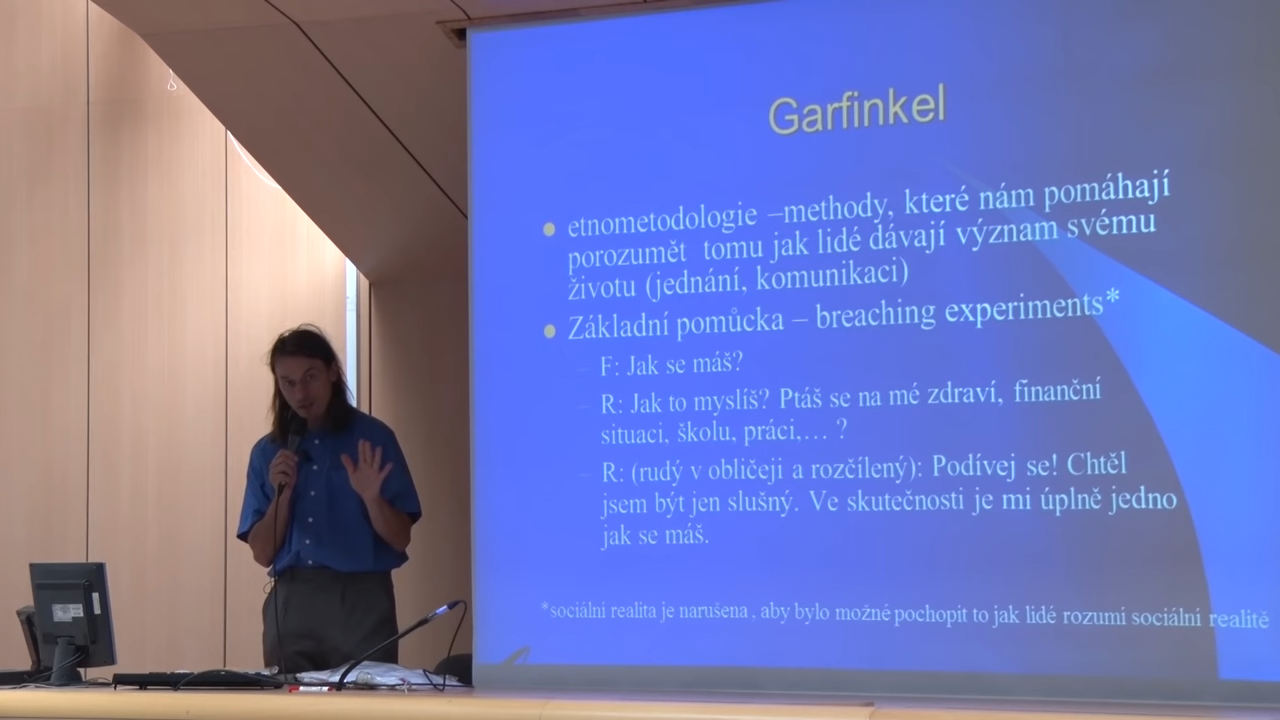 Garfinkel
etnometodologie –methody, které nám pomáhají
porozumět tomu jak lidé dávají význam svému
životu (jednání, komunikaci)
Základní pomůcka – breaching experiments*
– F: Jak se máš?
– R: Jak to myslíš? Ptáš se na mé zdraví, finanční
situaci, školu, práci,… ?
– R: (rudý v obličeji a rozčílený): Podívej se! Chtěl
jsem být jen slušný. Ve skutečnosti je mi úplně jedno
jak se máš.
*sociální realita je narušena , aby bylo možné pochopit to jak lidé rozumí sociální realitě